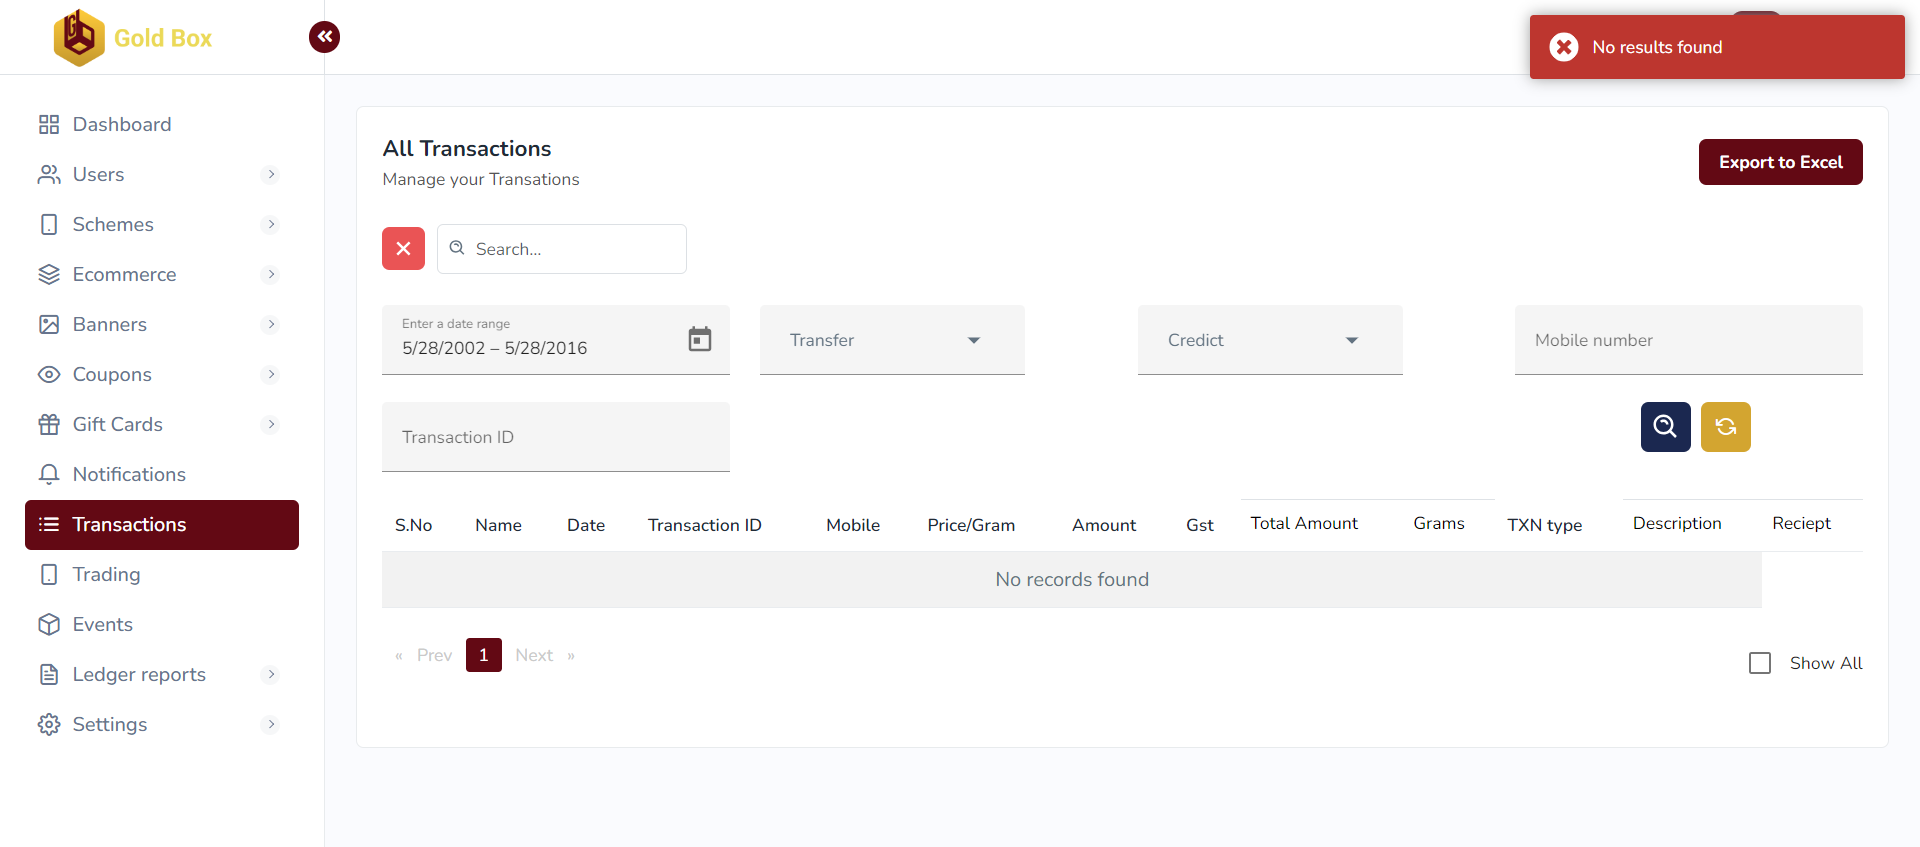 Gold Box
No results found
Dashboard
Users
Schemes
Ecommerce
Banners
Coupons
Gift Cards
Notifications
Transactions
Trading
Events
Ledger reports
Settings
All Transactions
Manage your Transations
Export to Excel
Search...
Enter a date range
5/28/2002 – 5/28/2016
Transfer
Credict
Mobile number
Transaction ID
S.No Name Date Transaction ID Mobile Price/Gram Amount Gst Total Amount Grams TXN type Description Reciept
No records found
« Prev 1 Next »
Show All